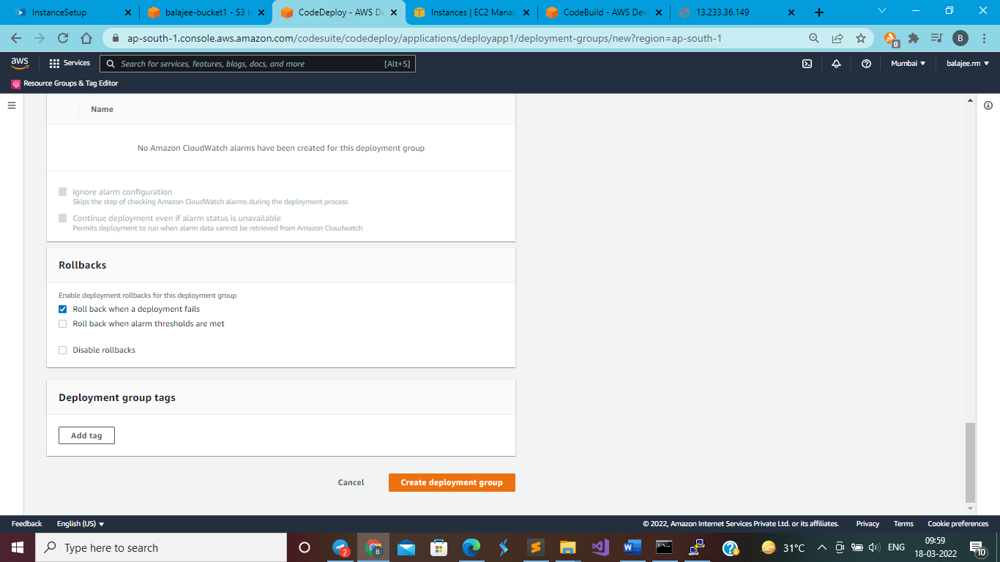 InstanceSetup
balajee-bucket1 - S3 b
CodeDeploy - AWS De
Instances | EC2 Manag
CodeBuild - AWS Deve
13.233.36.149
ap-south-1.console.aws.amazon.com/codesuite/codedeploy/applications/deployapp1/deployment-groups/new?region=ap-south-1
0
B
aws
Services
Search for services, features, blogs, docs, and more
[Alt+S]
Mumbai
balajee.rm
Resource Groups & Tag Editor
Name
No Amazon CloudWatch alarms have been created for this deployment group
Ignore alarm configuration
Skips the step of checking Amazon CloudWatch alarms during the deployment process
Continue deployment even if alarm status is unavailable
Permits deployment to run when alarm data cannot be retrieved from Amazon Cloudwatch
Rollbacks
Enable deployment rollbacks for this deployment group
Roll back when a deployment fails
Roll back when alarm thresholds are met
Disable rollbacks
Deployment group tags
Add tag
Cancel
Create deployment group
Feedback
English (US)
© 2022, Amazon Internet Services Private Ltd. or its affiliates.
Privacy
Terms
Cookie preferences
Type here to search
2
B
31°C
ENG
09:59
18-03-2022
10